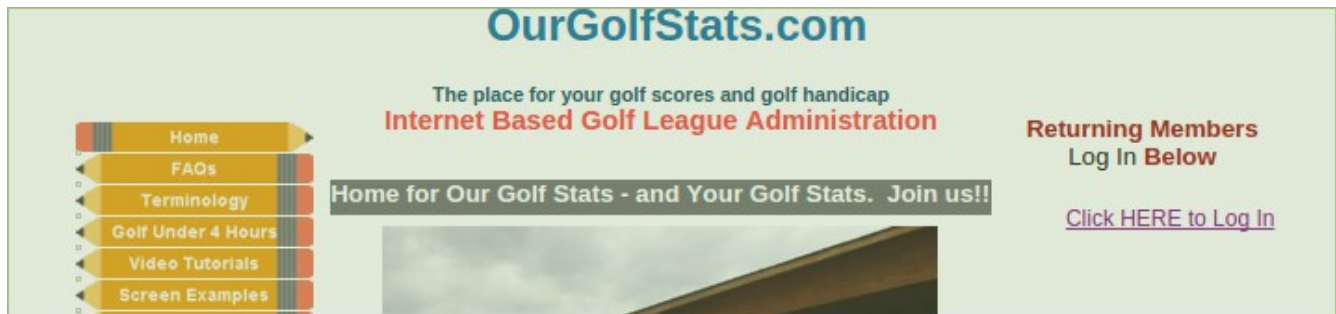 OurGolfStats.com
The place for your golf scores and golf handicap
Internet Based Golf League Administration
Home
FAQs
Terminology
Golf Under 4 Hours
Video Tutorials
Screen Examples
Home for Our Golf Stats - and Your Golf Stats.  Join us!!
Returning Members
Log In Below
Click HERE to Log In